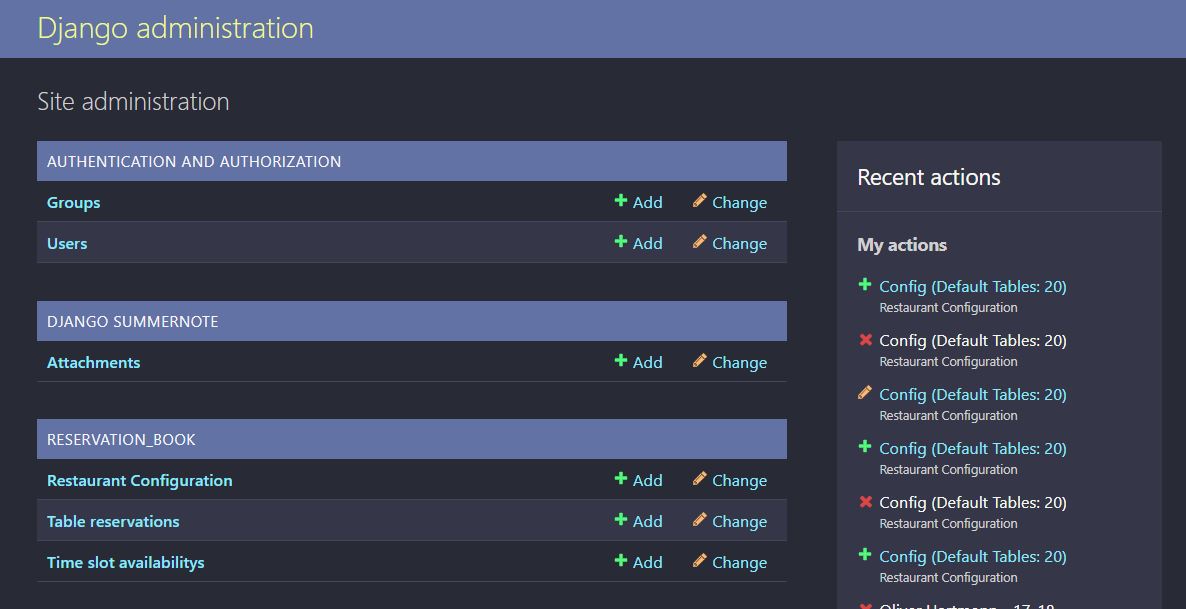 Django administration
Site administration
AUTHENTICATION AND AUTHORIZATION
Groups Add Change
Users Add Change
DJANGO SUMMERNOTE
Attachments Add Change
RESERVATION_BOOK
Restaurant Configuration Add Change
Table reservations Add Change
Time slot availabilitys Add Change
Recent actions
My actions
Config (Default Tables: 20)
Restaurant Configuration
Config (Default Tables: 20)
Restaurant Configuration
Config (Default Tables: 20)
Restaurant Configuration
Config (Default Tables: 20)
Restaurant Configuration
Config (Default Tables: 20)
Restaurant Configuration
Config (Default Tables: 20)
Restaurant Configuration